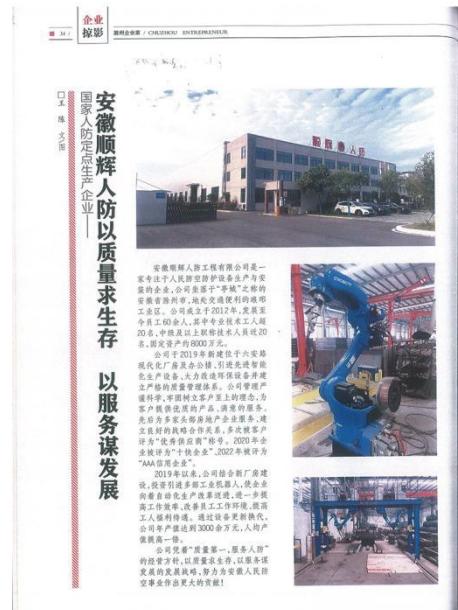 34 /
企业
掠影
滁州企业家 / CHUZHOU ENTREPRENEUR
国家人防定点生产企业——
安徽顺辉人防以质量求生存 以服务谋发展
□王 陈 文/图
安徽顺辉人防工程有限公司是一
家专注于人民防空防护设备生产与安
装的企业,公司坐落于“亭城”之称的
安徽省滁州市,地处交通便利的琅琊
工业区。公司成立于2012年,发展至
今员工60余人,其中专业技术工人超
20名,中级及以上职称技术人员近20
名,固定资产约8000万元。
公司于2019年新建位于六安路
现代化厂房及办公楼,引进先进智能
化生产设备、大力改造环保设备并建
立严格的质量管理体系。公司管理严
谨科学,牢固树立客户至上的理念,为
客户提供优质的产品、满意的服务。
先后为多家头部房地产企业服务、建
立良好的战略合作关系,多次被客户
评为“优秀供应商”称号。2020年企
业被评为“十佳企业”,2022年被评为
“AAA信用企业”。
2019年以来,公司结合新厂房建
设,投资引进多部工业机器人,使企业
向着自动化生产改革迈进,进一步提
高工作效率,改善员工工作环境,提高
工人福利待遇。通过设备更新换代,
公司年产值达到3000余万元,人均产
值提高一倍。
公司凭着“质量第一,服务人防”
的经营方针,以质量求生存,以服务谋
发展的发展战略,努力为安徽人民防
空事业作出更大的贡献!